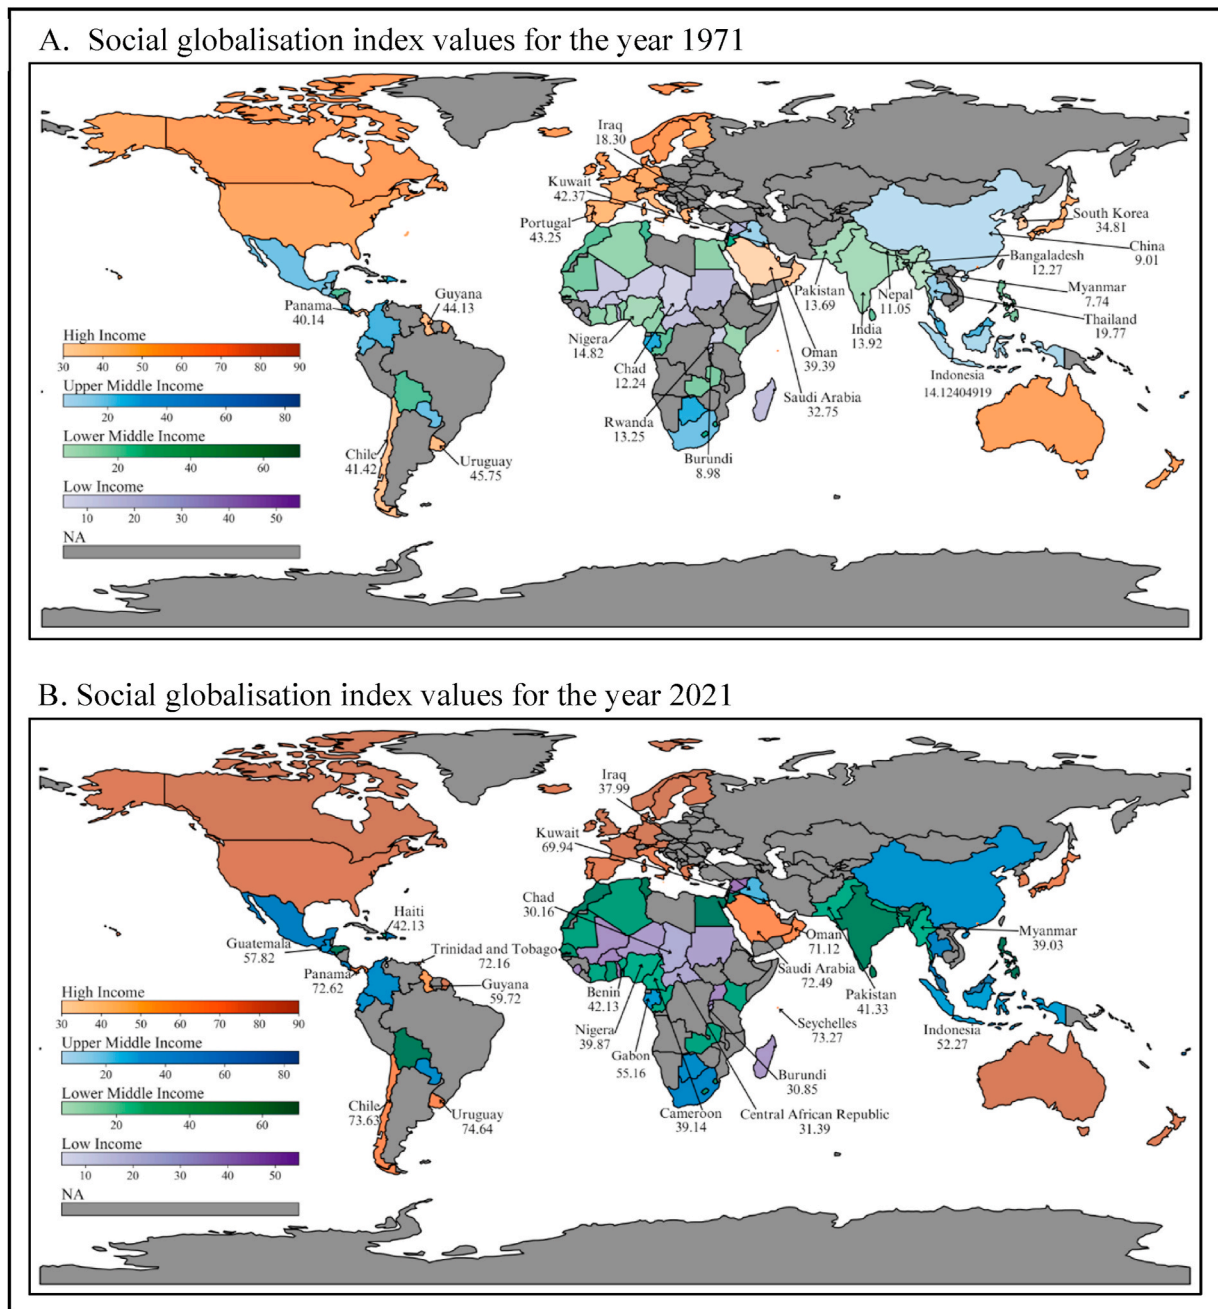 A. Social globalisation index values for the year 1971
Iraq
18.30
Kuwait
42.37
Portugal
43.25
South Korea
34.81
China
9.01
Bangaladesh
12.27
Myanmar
7.74
Thailand
19.77
Pakistan
13.69
Nepal
11.05
India
13.92
Oman
39.39
Saudi Arabia
32.75
Indonesia
14.12404919
Panama
40.14
Guyana
44.13
Nigera
14.82
Chad
12.24
Rwanda
13.25
Burundi
8.98
Chile
41.42
Uruguay
45.75
High Income
30 40 50 60 70 80 90
Upper Middle Income
20 40 60 80
Lower Middle Income
20 40 60
Low Income
10 20 30 40 50
NA
B. Social globalisation index values for the year 2021
Iraq
37.99
Kuwait
69.94
Chad
30.16
Haiti
42.13
Guatemala
57.82
Trinidad and Tobago
72.16
Panama
72.62
Guyana
59.72
Oman
71.12
Myanmar
39.03
Saudi Arabia
72.49
Pakistan
41.33
Benin
42.13
Nigera
39.87
Gabon
55.16
Seychelles
73.27
Indonesia
52.27
Burundi
30.85
Cameroon
39.14
Central African Republic
31.39
Chile
73.63
Uruguay
74.64
High Income
30 40 50 60 70 80 90
Upper Middle Income
20 40 60 80
Lower Middle Income
20 40 60
Low Income
10 20 30 40 50
NA